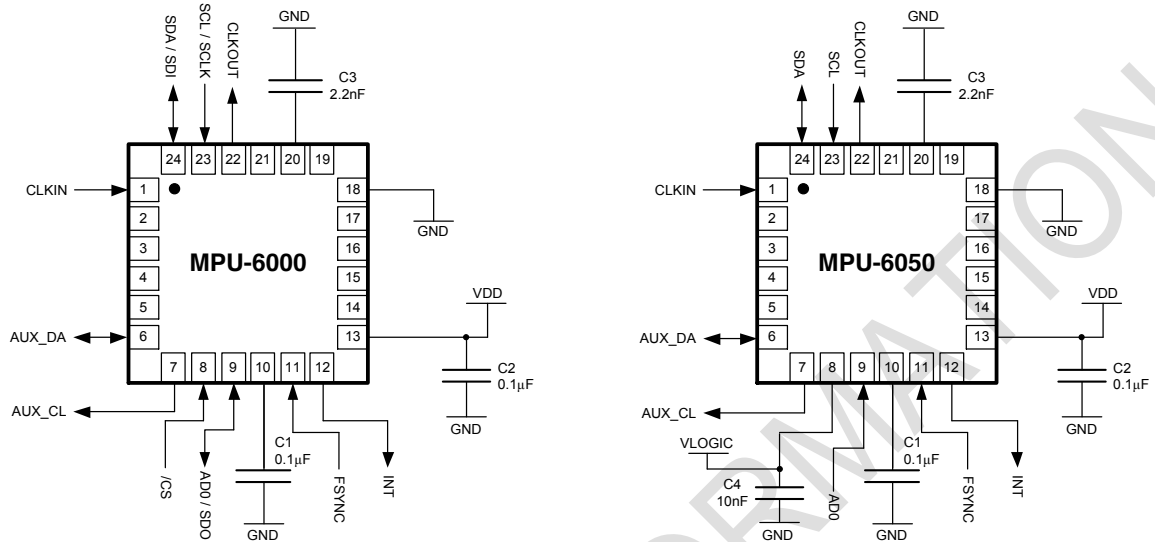 GND
SDA / SDI
SCL / SCLK
CLKOUT
C3
2.2nF
24
23
22
21
20
19
CLKIN
1
2
3
4
5
6
18
17
16
15
14
13
GND
MPU-6000
VDD
AUX_DA
7
8
9
10
11
12
C2
0.1µF
GND
AUX_CL
/CS
AD0 / SDO
C1
0.1µF
GND
FSYNC
INT
GND
SDA
SCL
CLKOUT
C3
2.2nF
24
23
22
21
20
19
CLKIN
1
2
3
4
5
6
18
17
16
15
14
13
GND
MPU-6050
VDD
AUX_DA
7
8
9
10
11
12
C2
0.1µF
GND
AUX_CL
VLOGIC
C4
10nF
GND
AD0
C1
0.1µF
GND
FSYNC
INT
ORMATION